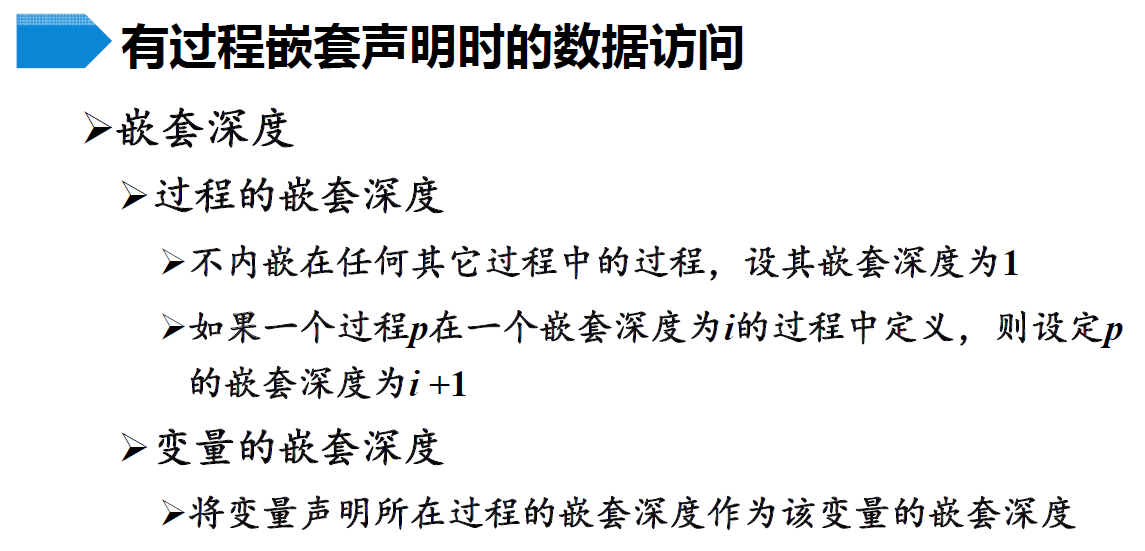 有过程嵌套声明时的数据访问
➢嵌套深度
➢过程的嵌套深度
➢不内嵌在任何其它过程中的过程，设其嵌套深度为1
➢如果一个过程p在一个嵌套深度为i的过程中定义，则设定p
的嵌套深度为i +1
➢变量的嵌套深度
➢将变量声明所在过程的嵌套深度作为该变量的嵌套深度